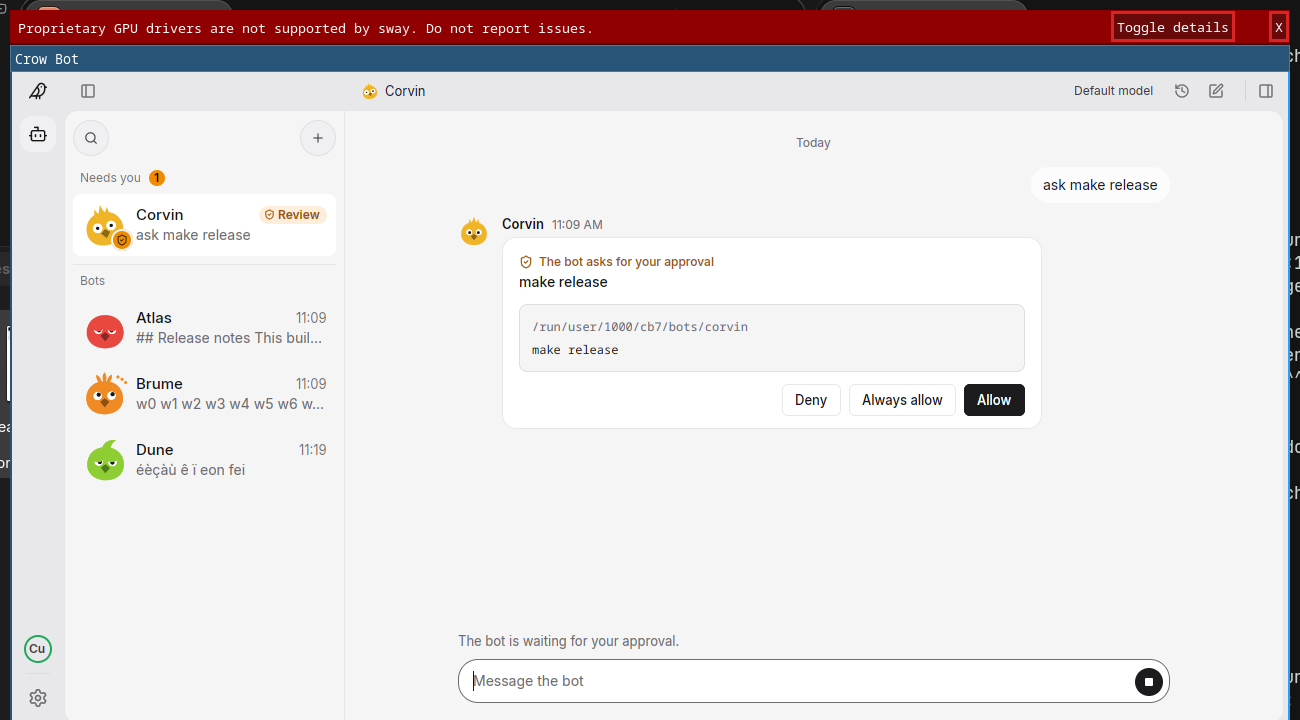 Proprietary GPU drivers are not supported by sway. Do not report issues.
Toggle details
X
Crow Bot
Corvin
Default model
Needs you 1
Corvin
Review
ask make release
Bots
Atlas
11:09
## Release notes This buil...
Brume
11:09
w0 w1 w2 w3 w4 w5 w6 w...
Dune
11:19
éèçàù ê ï eon fei
Cu
Today
ask make release
Corvin 11:09 AM
The bot asks for your approval
make release
/run/user/1000/cb7/bots/corvin
make release
Deny
Always allow
Allow
The bot is waiting for your approval.
Message the bot